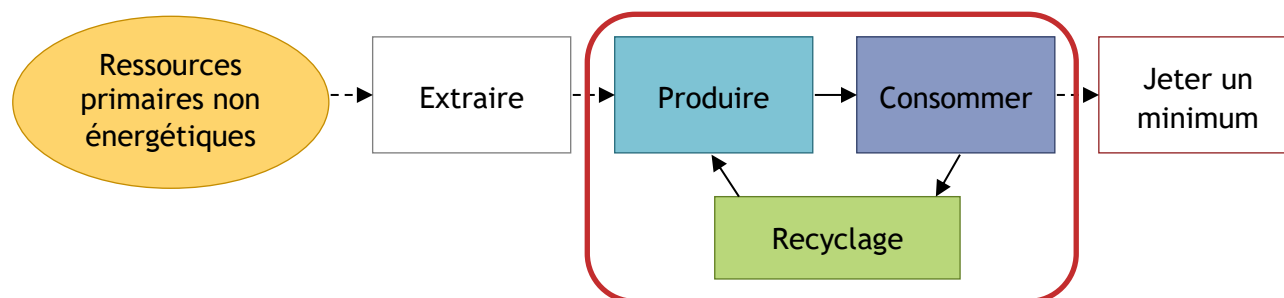 Ressources
primaires non
énergétiques
Extraire
Produire
Consommer
Jeter un
minimum
Recyclage